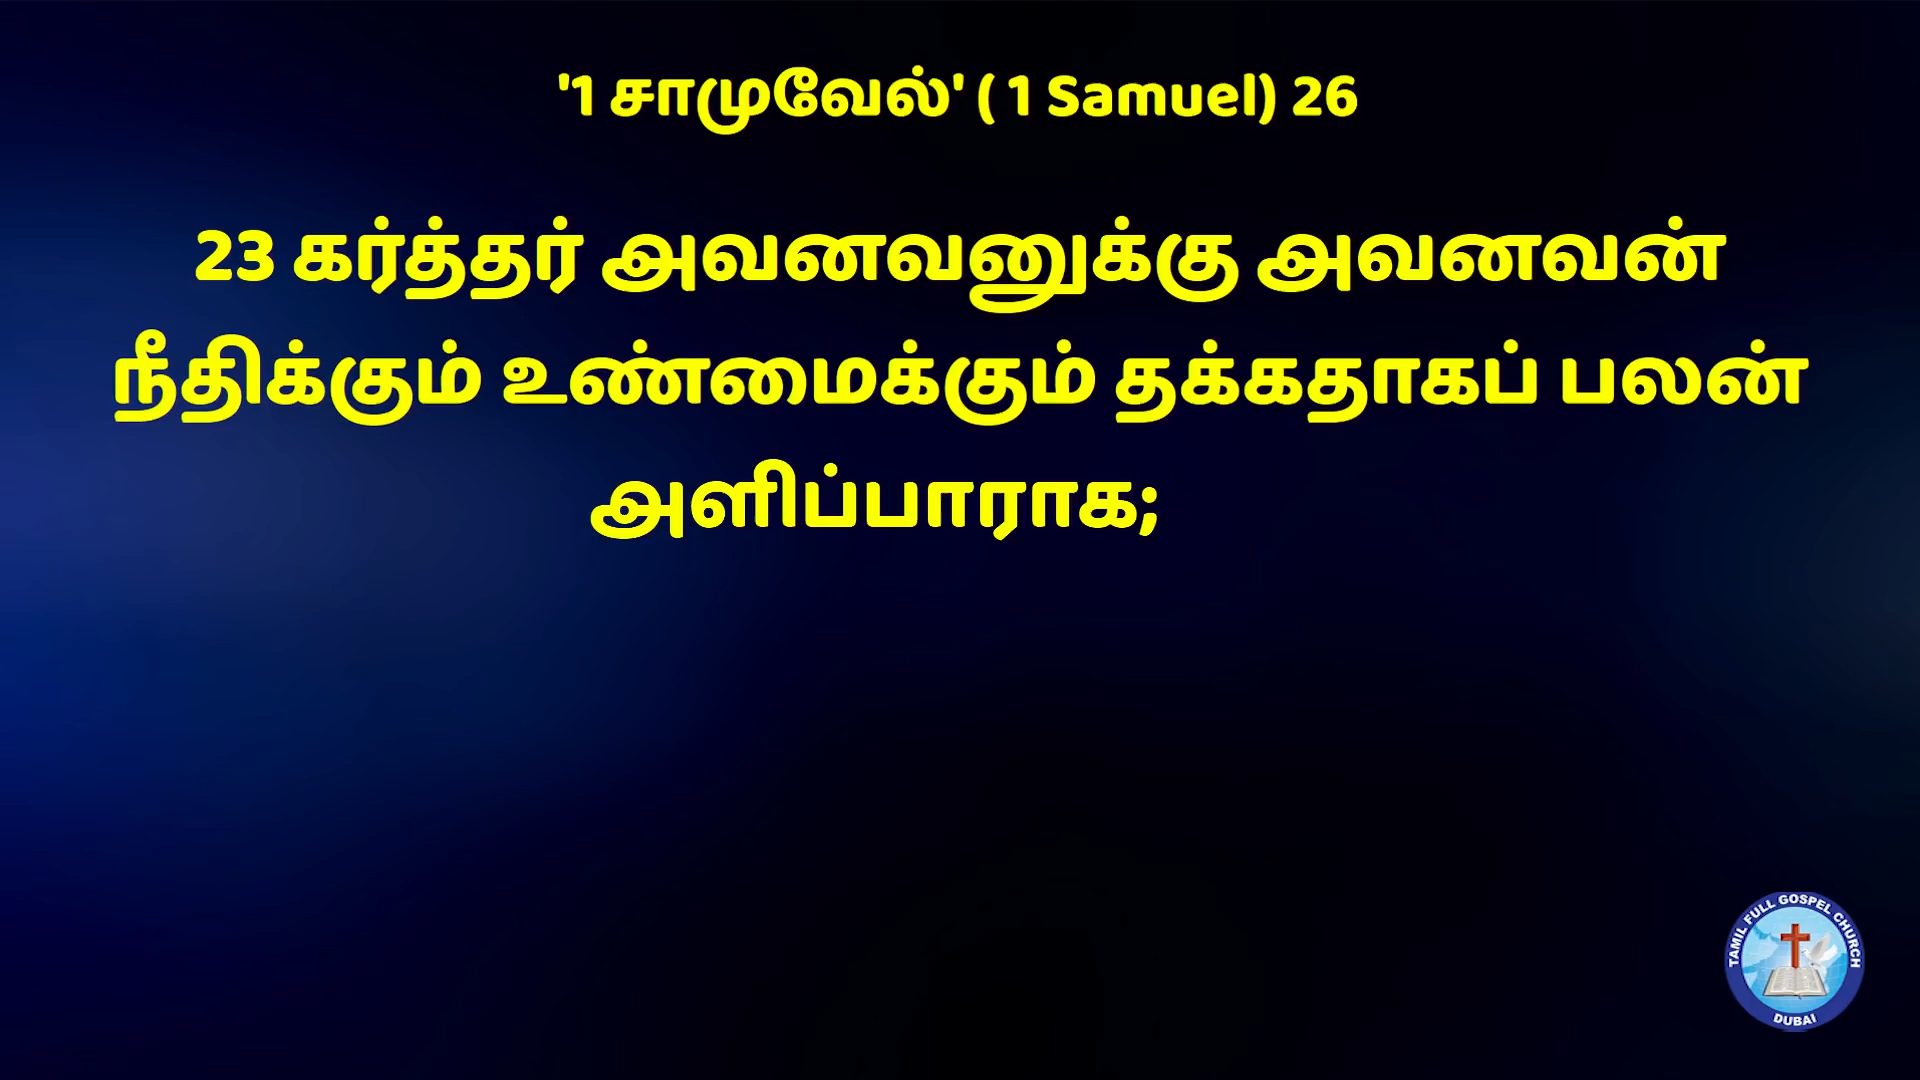 '1 சாமுவேல்' ( 1 Samuel) 26
23 கர்த்தர் அவனவனுக்கு அவனவன்
நீதிக்கும் உண்மைக்கும் தக்கதாகப் பலன்
அளிப்பாராக;
TAMIL FULL GOSPEL CHURCH
DUBAI